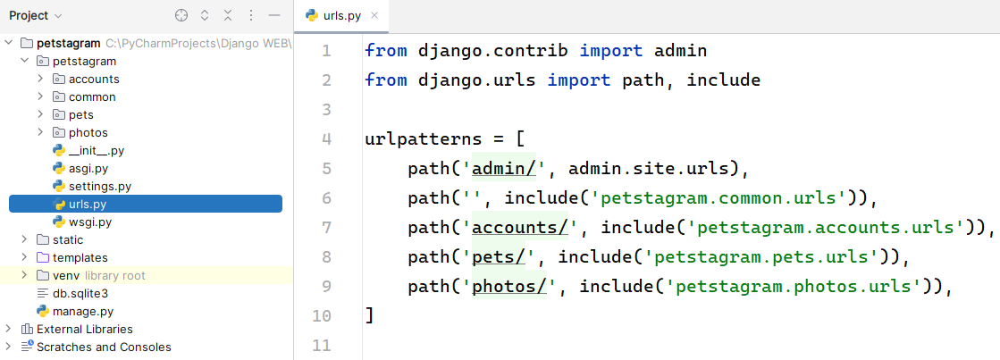 Project
petstagram C:\PyCharmProjects\Django WEB\
petstagram
accounts
common
pets
photos
__init__.py
asgi.py
settings.py
urls.py
wsgi.py
static
templates
venv library root
db.sqlite3
manage.py
External Libraries
Scratches and Consoles
urls.py
1 from django.contrib import admin
2 from django.urls import path, include
3
4 urlpatterns = [
5     path('admin/', admin.site.urls),
6     path('', include('petstagram.common.urls')),
7     path('accounts/', include('petstagram.accounts.urls')),
8     path('pets/', include('petstagram.pets.urls')),
9     path('photos/', include('petstagram.photos.urls')),
10 ]
11